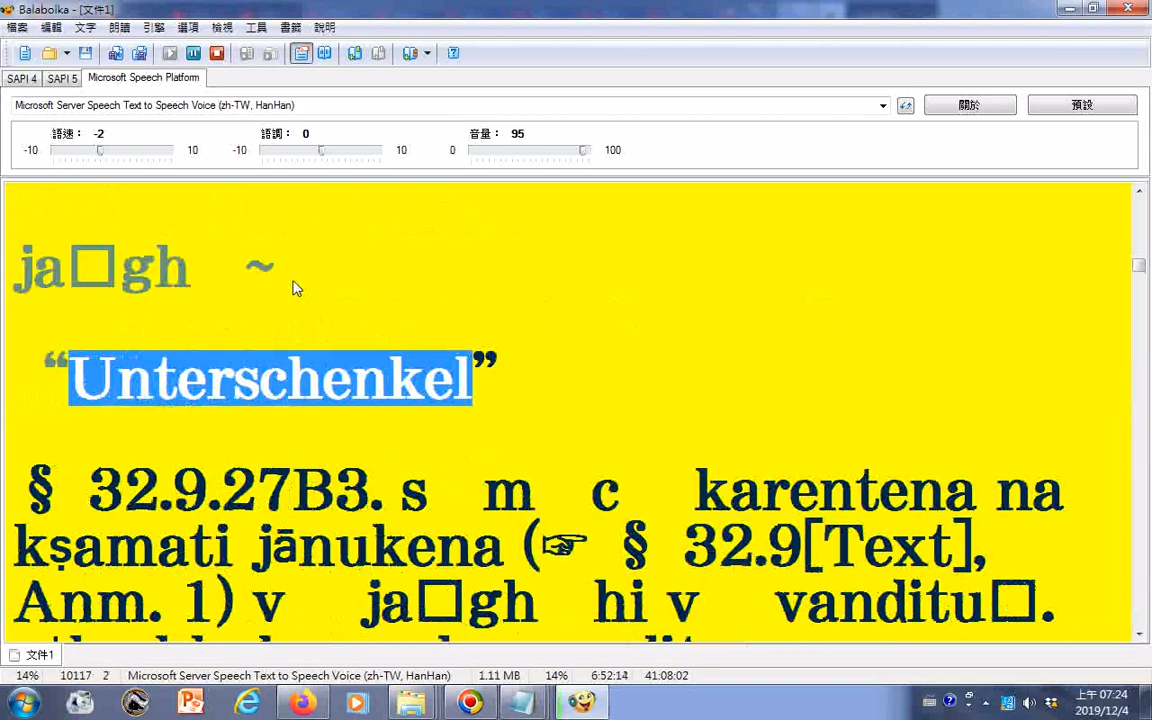 Balabolka - [文件1]
檔案 編輯 文字 朗讀 引擎 選項 檢視 工具 書籤 說明
SAPI 4 SAPI 5 Microsoft Speech Platform
Microsoft Server Speech Text to Speech Voice (zh-TW, HanHan) 關於 預設
語速： -2 語調： 0 音量： 95
-10 10 -10 10 0 100
ja□gh ~
“Unterschenkel”
§ 32.9.27B3. s m c karentena na
kṣamati jānukena (☞ § 32.9[Text],
Anm. 1) v ja□gh hi v vanditu□.
文件1
14% 10117 2 Microsoft Server Speech Text to Speech Voice (zh-TW, HanHan) 1.11 MB 14% 6:52:14 41:08:02
上午 07:24
2019/12/4